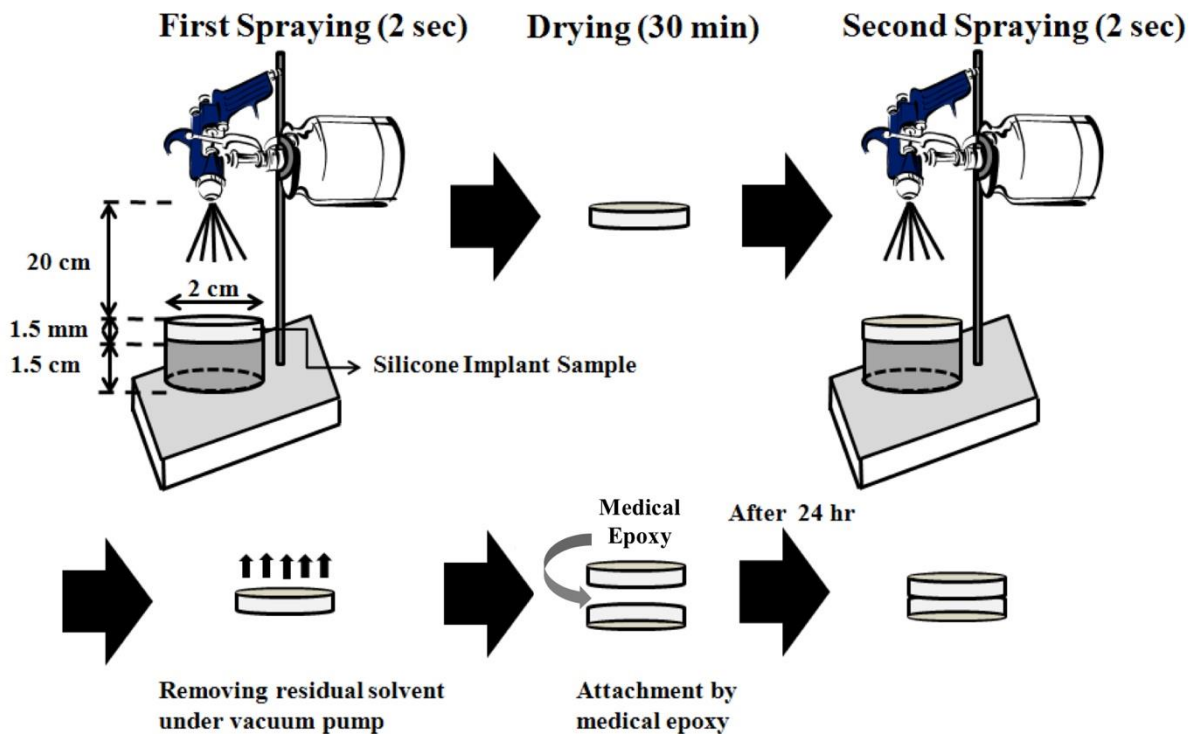 First Spraying (2 sec)
Drying (30 min)
Second Spraying (2 sec)
20 cm
2 cm
1.5 mm
1.5 cm
Silicone Implant Sample
Medical
Epoxy
After 24 hr
Removing residual solvent
under vacuum pump
Attachment by
medical epoxy